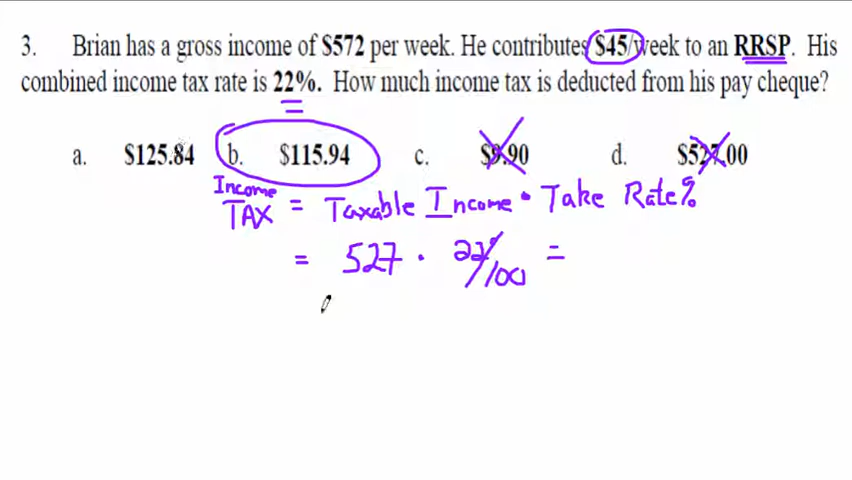 3. Brian has a gross income of $572 per week. He contributes $45/week to an RRSP. His
combined income tax rate is 22%. How much income tax is deducted from his pay cheque?
a. $125.84 b. $115.94 c. $9.90 d. $527.00
Income
TAX = Taxable Income • Take Rate%
= 527 • 22/100 =